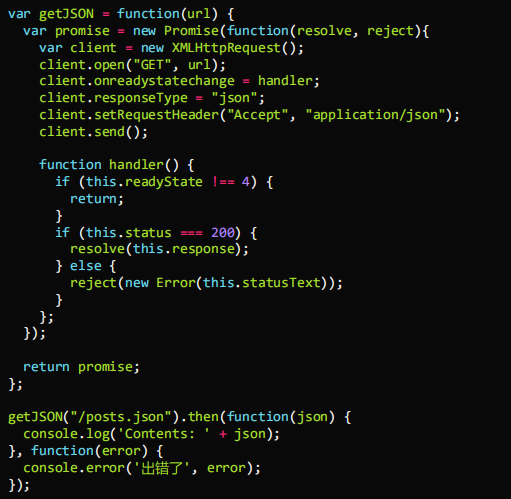 var getJSON = function(url) {
  var promise = new Promise(function(resolve, reject){
    var client = new XMLHttpRequest();
    client.open("GET", url);
    client.onreadystatechange = handler;
    client.responseType = "json";
    client.setRequestHeader("Accept", "application/json");
    client.send();

    function handler() {
      if (this.readyState !== 4) {
        return;
      }
      if (this.status === 200) {
        resolve(this.response);
      } else {
        reject(new Error(this.statusText));
      }
    };
  });

  return promise;
};

getJSON("/posts.json").then(function(json) {
  console.log('Contents: ' + json);
}, function(error) {
  console.error('出错了', error);
});